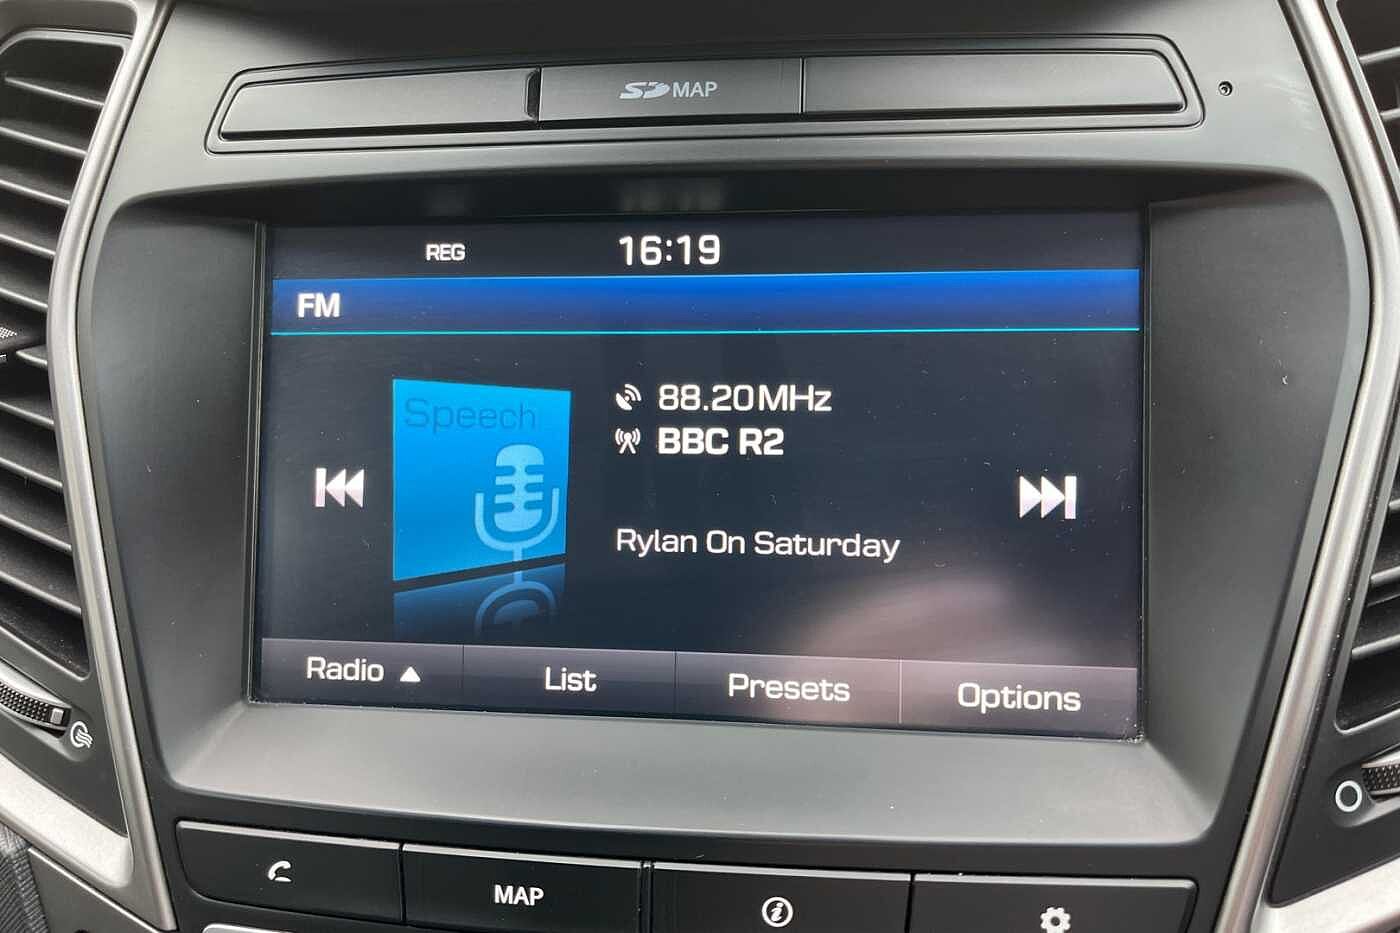 SD MAP
REG 16:19
FM
Speech
88.20MHz
BBC R2
Rylan On Saturday
Radio ▲ List Presets Options
MAP